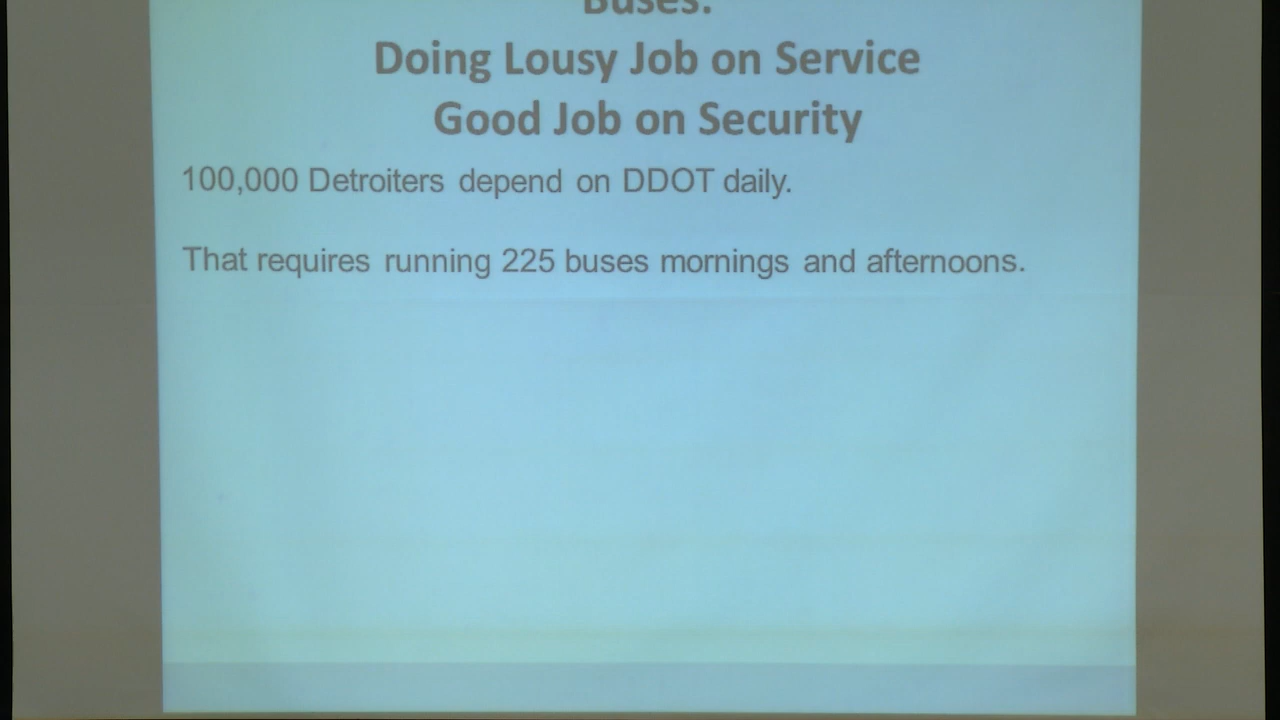 Buses:
Doing Lousy Job on Service
Good Job on Security
100,000 Detroiters depend on DDOT daily.
That requires running 225 buses mornings and afternoons.